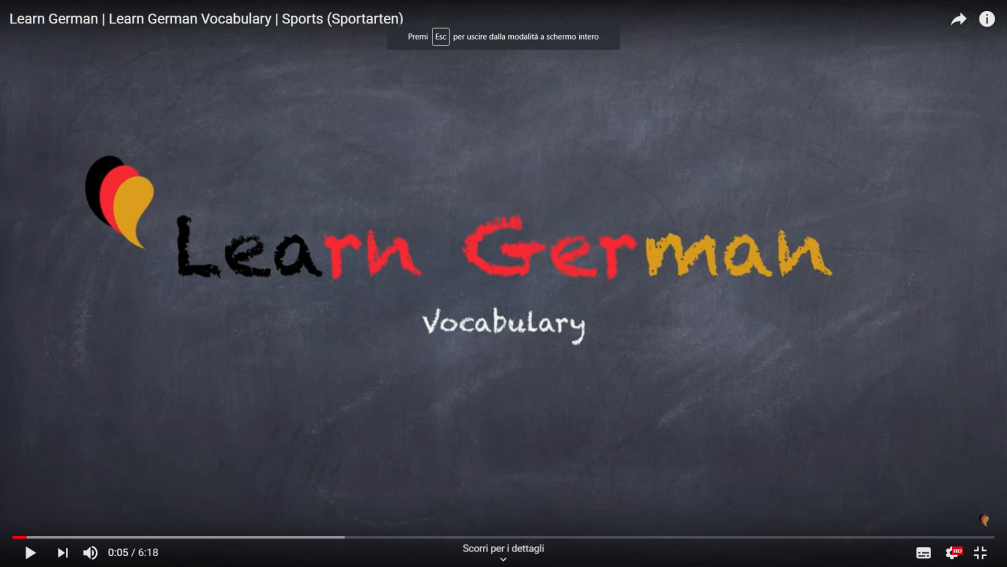 Learn German | Learn German Vocabulary | Sports (Sportarten)
Premi Esc per uscire dalla modalità a schermo intero
Learn German
Vocabulary
Scorri per i dettagli
0:05 / 6:18
HD